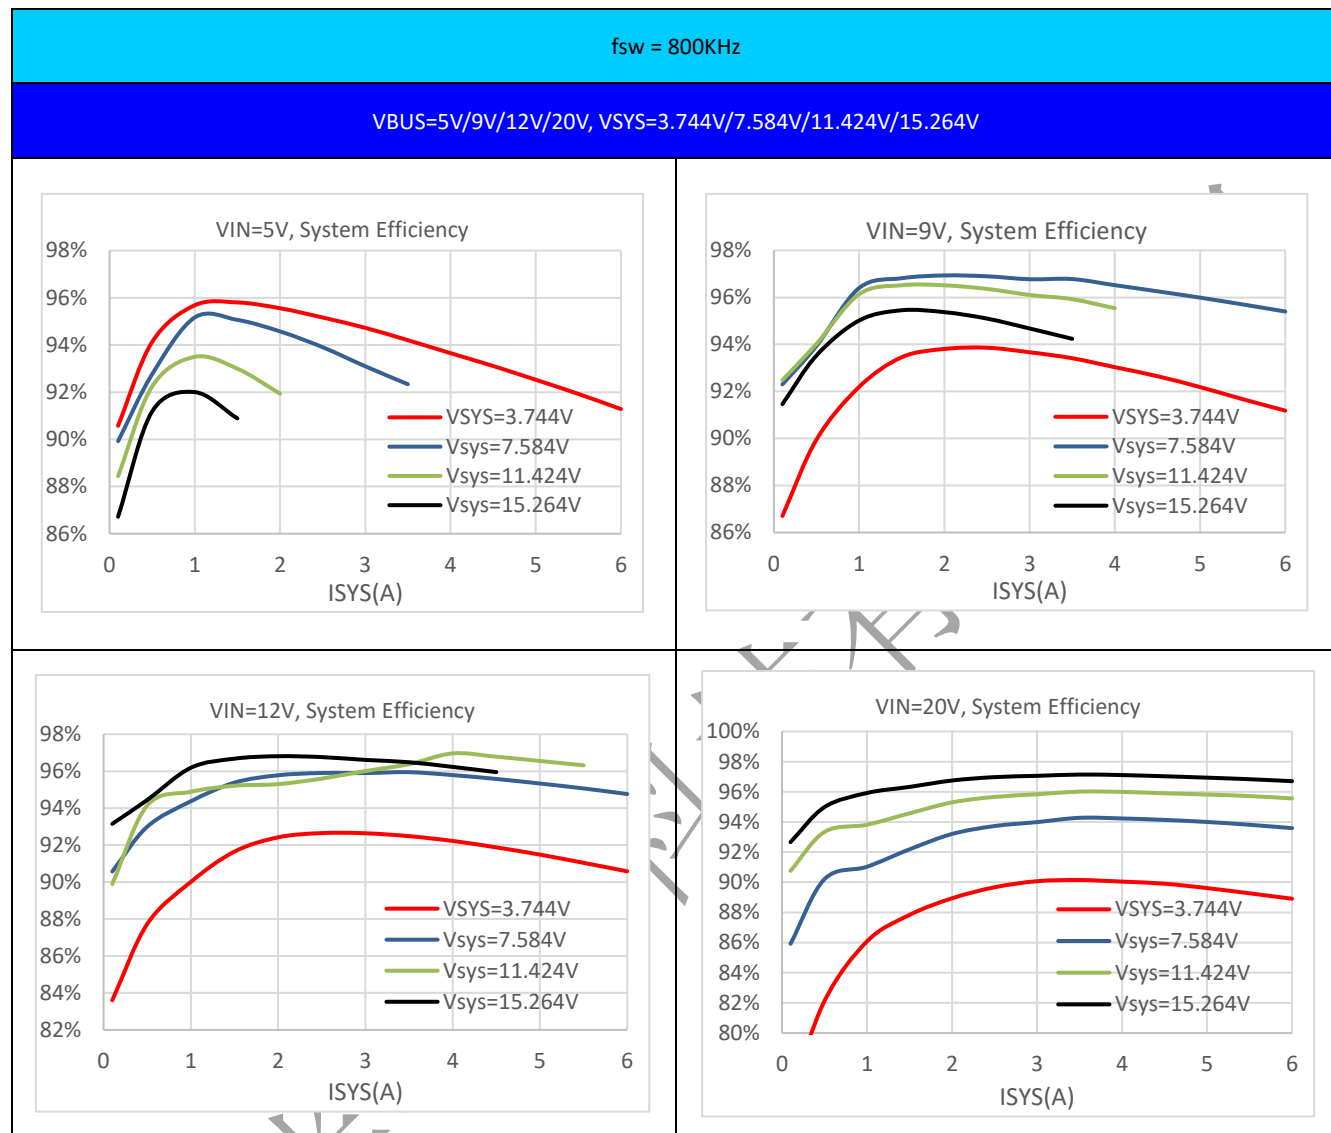 fsw = 800KHz
VBUS=5V/9V/12V/20V, VSYS=3.744V/7.584V/11.424V/15.264V
VIN=5V, System Efficiency
98%
96%
94%
92%
90%
88%
86%
VSYS=3.744V
Vsys=7.584V
Vsys=11.424V
Vsys=15.264V
0 1 2 3 4 5 6
ISYS(A)
VIN=9V, System Efficiency
98%
96%
94%
92%
90%
88%
86%
VSYS=3.744V
Vsys=7.584V
Vsys=11.424V
Vsys=15.264V
0 1 2 3 4 5 6
ISYS(A)
VIN=12V, System Efficiency
98%
96%
94%
92%
90%
88%
86%
84%
82%
VSYS=3.744V
Vsys=7.584V
Vsys=11.424V
Vsys=15.264V
0 1 2 3 4 5 6
ISYS(A)
VIN=20V, System Efficiency
100%
98%
96%
94%
92%
90%
88%
86%
84%
82%
80%
VSYS=3.744V
Vsys=7.584V
Vsys=11.424V
Vsys=15.264V
0 1 2 3 4 5 6
ISYS(A)